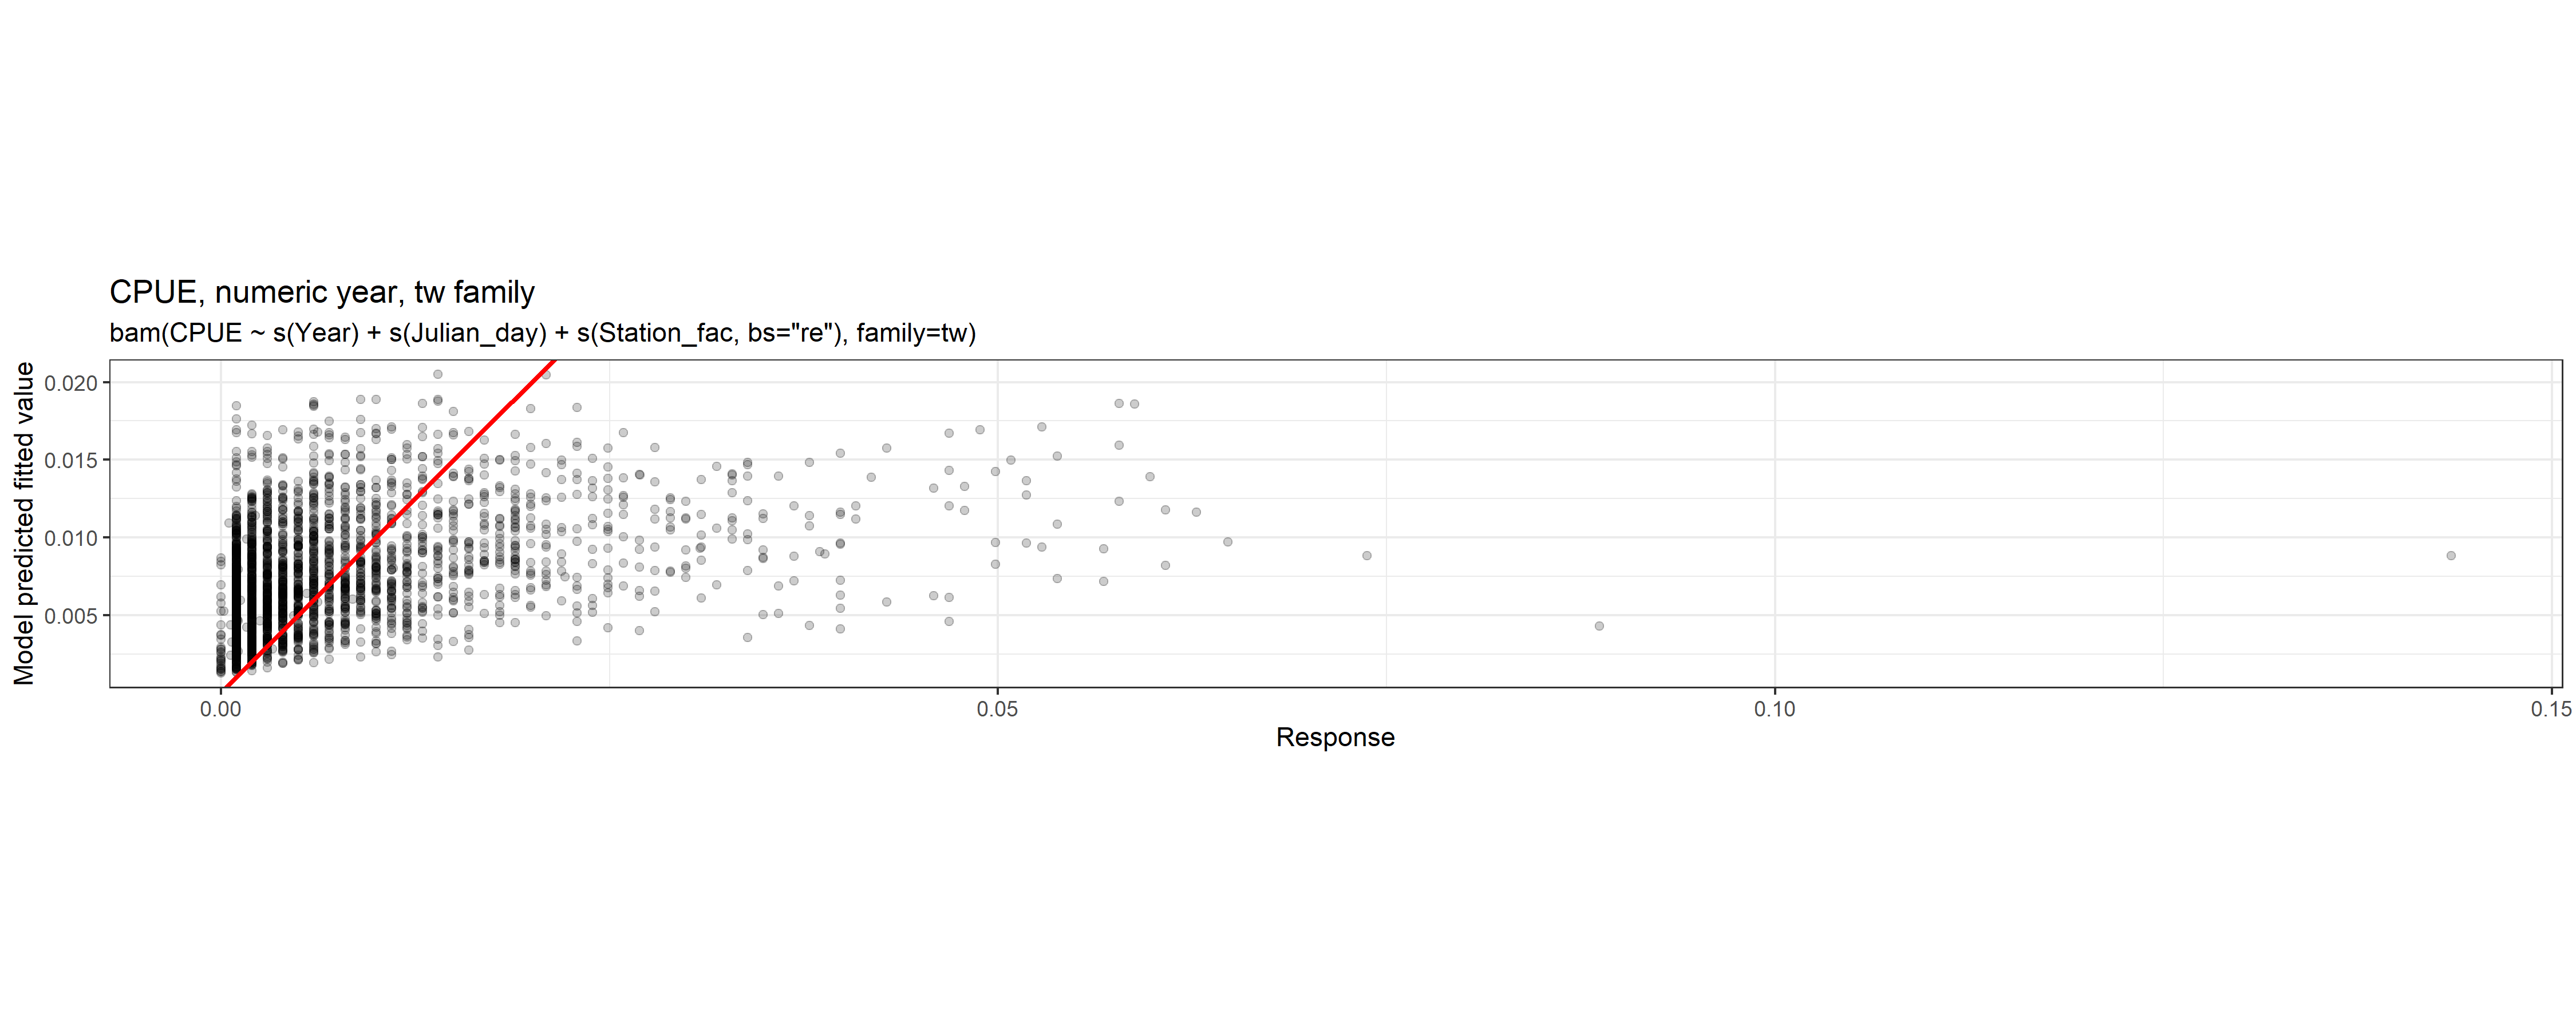 CPUE, numeric year, tw family
bam(CPUE ~ s(Year) + s(Julian_day) + s(Station_fac, bs="re"), family=tw)
Model predicted fitted value
0.020
0.015
0.010
0.005
0.00
0.05
0.10
0.15
Response